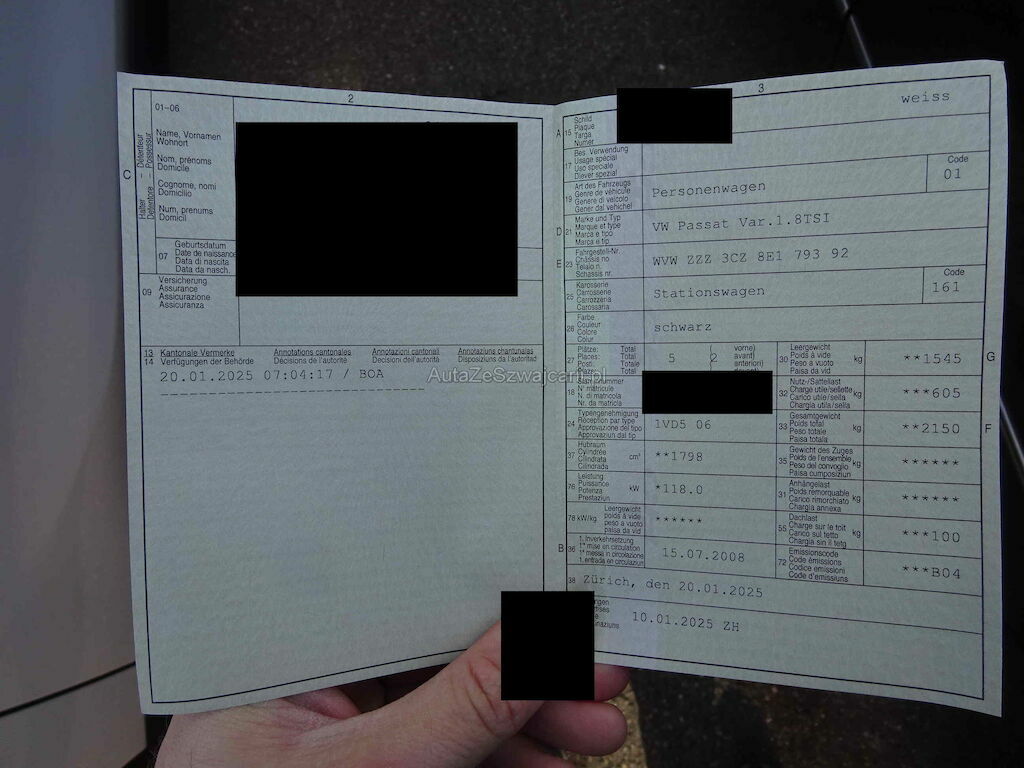 2
01-06
Halter - Détenteur
Detentore - Possessur
C
Name, Vornamen
Wohnort
Nom, prénoms
Domicile
Cognome, nomi
Domicilio
Num, prenums
Domicil
07
Geburtsdatum
Date de naissance
Data di nascita
Data da nasch.
09
Versicherung
Assurance
Assicurazione
Assicuranza
13 Kantonale Vermerke Annotations cantonales Annotazioni cantonali Annotaziuns chantunalas
14 Verfügungen der Behörde Décisions de l'autorité Decisioni dell'autorità Disposiziuns da l'autoritad
20.01.2025 07:04:17 / BOA
3
A 15
Schild
Plaque
Targa
Numer
weiss
17
Bes. Verwendung
Usage spécial
Uso speciale
Diever spezial
19
Art des Fahrzeugs
Genre de véhicule
Genere di veicolo
Gener dal vehichel
Personenwagen
Code
01
D 21
Marke und Typ
Marque et type
Marca e tipo
Marca e tip
VW Passat Var.1.8TSI
E 23
Fahrgestell-Nr.
Châssis no
Telaio n.
Schassis nr.
WVW ZZZ 3CZ 8E1 793 92
25
Karosserie
Carrosserie
Carrozzeria
Carossaria
Stationswagen
Code
161
26
Farbe
Couleur
Colore
Colur
schwarz
27
Plätze: Total
Places: Total
Posti: Total
Plazs: Total
5 (2 vorne)
avant)
anteriori)
30
Leergewicht
Poids à vide
Peso a vuoto
Paisa da vid
kg
**1545
G
18
Stammnummer
N° matricule
N. di matricola
Nr. da matricla
32
Nutz-/Sattellast
Charge utile/sellette
Carico utile/sella
Chargia utila/sella
kg
***605
24
Typengenehmigung
Réception par type
Approvazione del tipo
Approvaziun dal tip
1VD5 06
33
Gesamtgewicht
Poids total
Peso totale
Paisa totala
kg
**2150
F
37
Hubraum
Cylindrée
Cilindrata
Cilindrada
cm³
**1798
35
Gewicht des Zuges
Poids de l'ensemble
Peso del convoglio
Paisa cumposiziun
kg
******
76
Leistung
Puissance
Potenza
Prestaziun
kW
*118.0
31
Anhängelast
Poids remorquable
Carico rimorchiato
Chargia annexa
kg
******
78 kW/kg
Leergewicht
poids à vide
peso a vuoto
paisa da vid
******
55
Dachlast
Charge sur le toit
Carico sul tetto
Chargia sin il tetg
kg
***100
B 36
1. Inverkehrsetzung
1re mise en circulation
1a messa in circolazione
1. entrada en circulaziun
15.07.2008
72
Emissionscode
Code émissions
Codice emissioni
Code d'emissiuns
***B04
38 Zürich, den 20.01.2025
10.01.2025 ZH
AutaZeSzwajcarii.pl